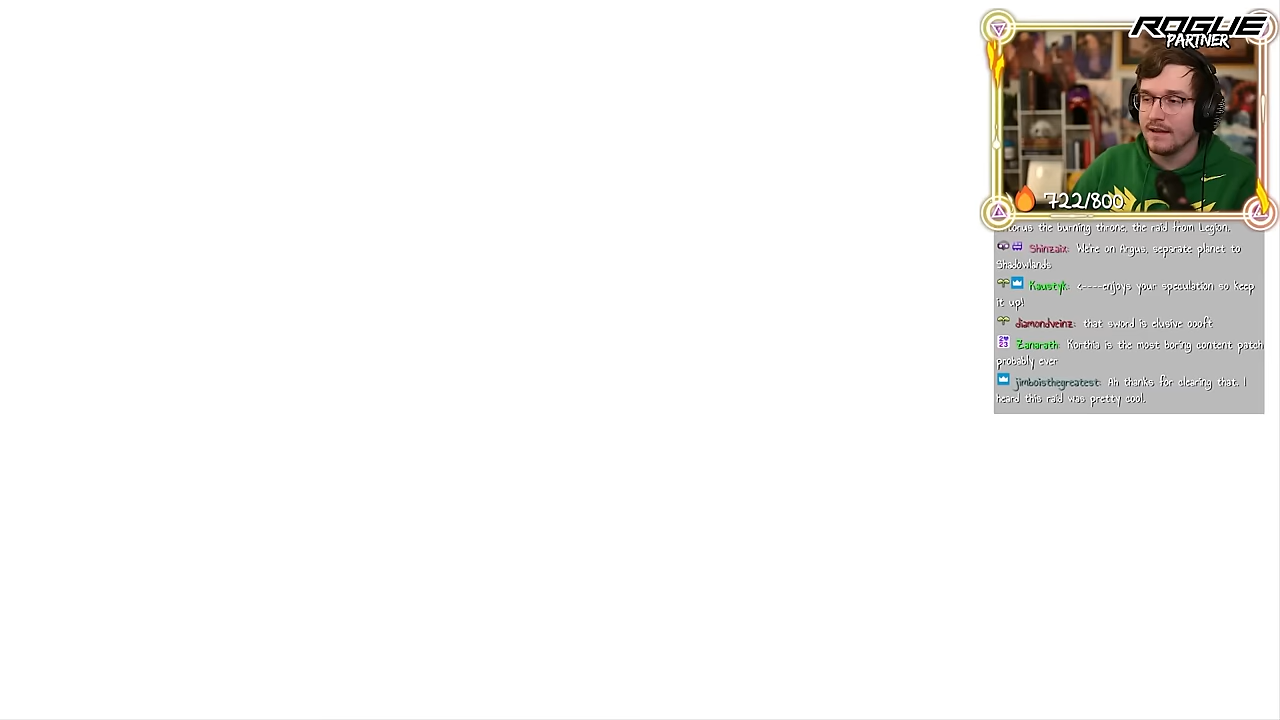 ROGUE
PARTNER
722/800
the burning throne, the raid from Legion.
Shinzaix: We're on Argus, separate planet to
Shadowlands
Kaustyk: <----enjoys your speculation so keep
it up!
diamondveinz: that sword is elusive oooft
Zanarath: Korthia is the most boring content patch
probably ever
jimboisthegreatest: Ah thanks for clearing that. I
heard this raid was pretty cool.